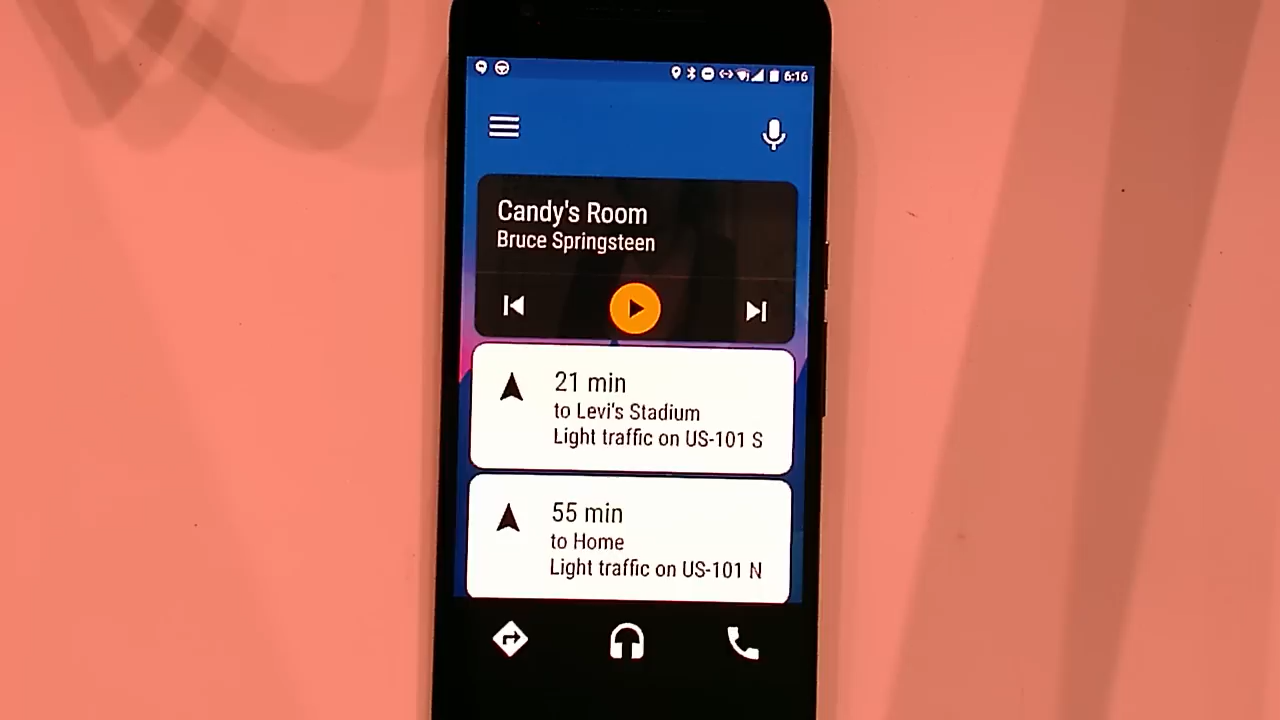 6:16
Candy's Room
Bruce Springsteen
21 min
to Levi's Stadium
Light traffic on US-101 S
55 min
to Home
Light traffic on US-101 N